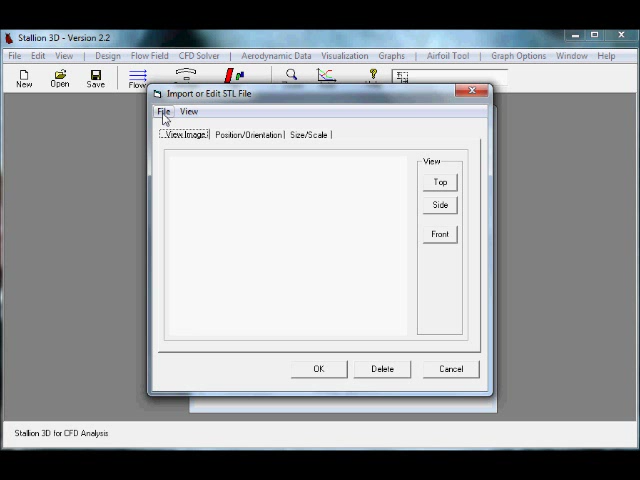 Stallion 3D - Version 2.2
File Edit View | Design Flow Field CFD Solver | Aerodynamic Data Visualization Graphs | Airfoil Tool | Graph Options Window Help
New Open Save Flow
Import or Edit STL File
File View
View Image Position/Orientation Size/Scale
View
Top
Side
Front
OK Delete Cancel
Stallion 3D for CFD Analysis